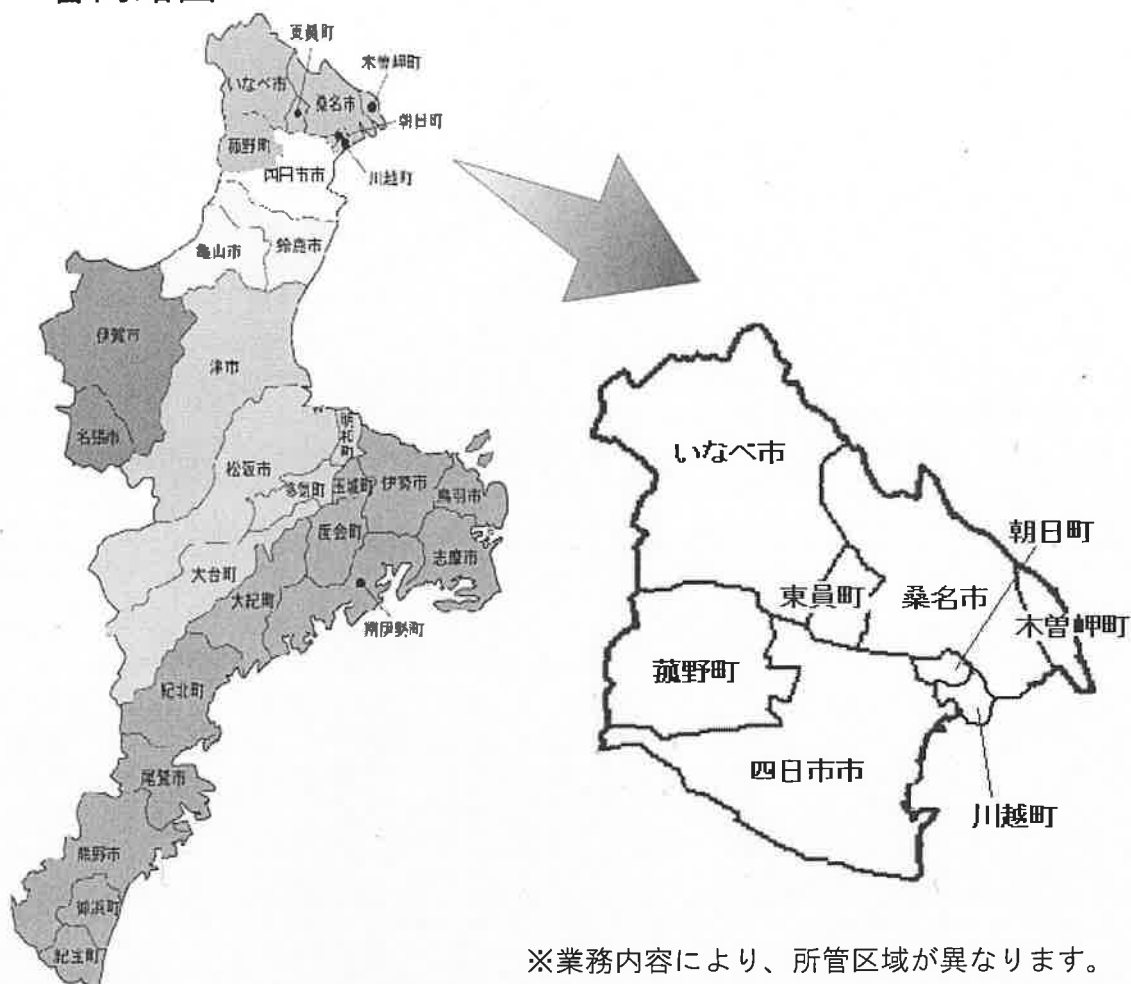 東員町
木曽岬町
いなべ市
桑名市
朝日町
菰野町
四日市市
川越町
亀山市
鈴鹿市
伊賀市
津市
名張市
明和町
松阪市
多気町
玉城町
伊勢市
鳥羽市
度会町
志摩市
大台町
大紀町
南伊勢町
紀北町
尾鷲市
熊野市
御浜町
紀宝町
いなべ市
朝日町
東員町
桑名市
木曽岬町
菰野町
四日市市
川越町
※業務内容により、所管区域が異なります。